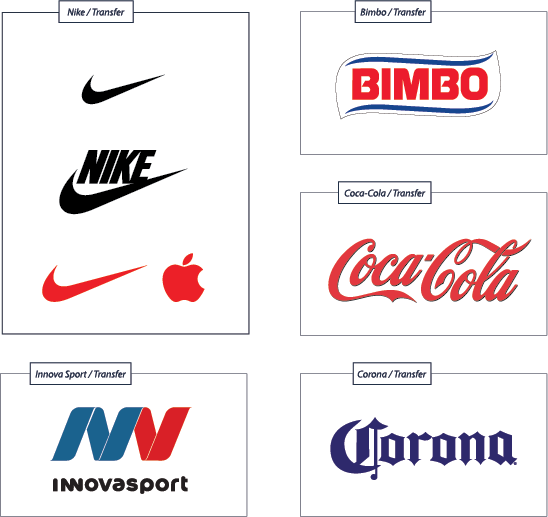 Nike / Transfer
NIKE
Bimbo / Transfer
BIMBO
Coca-Cola / Transfer
Coca-Cola
Innova Sport / Transfer
innovasport
Corona / Transfer
Corona